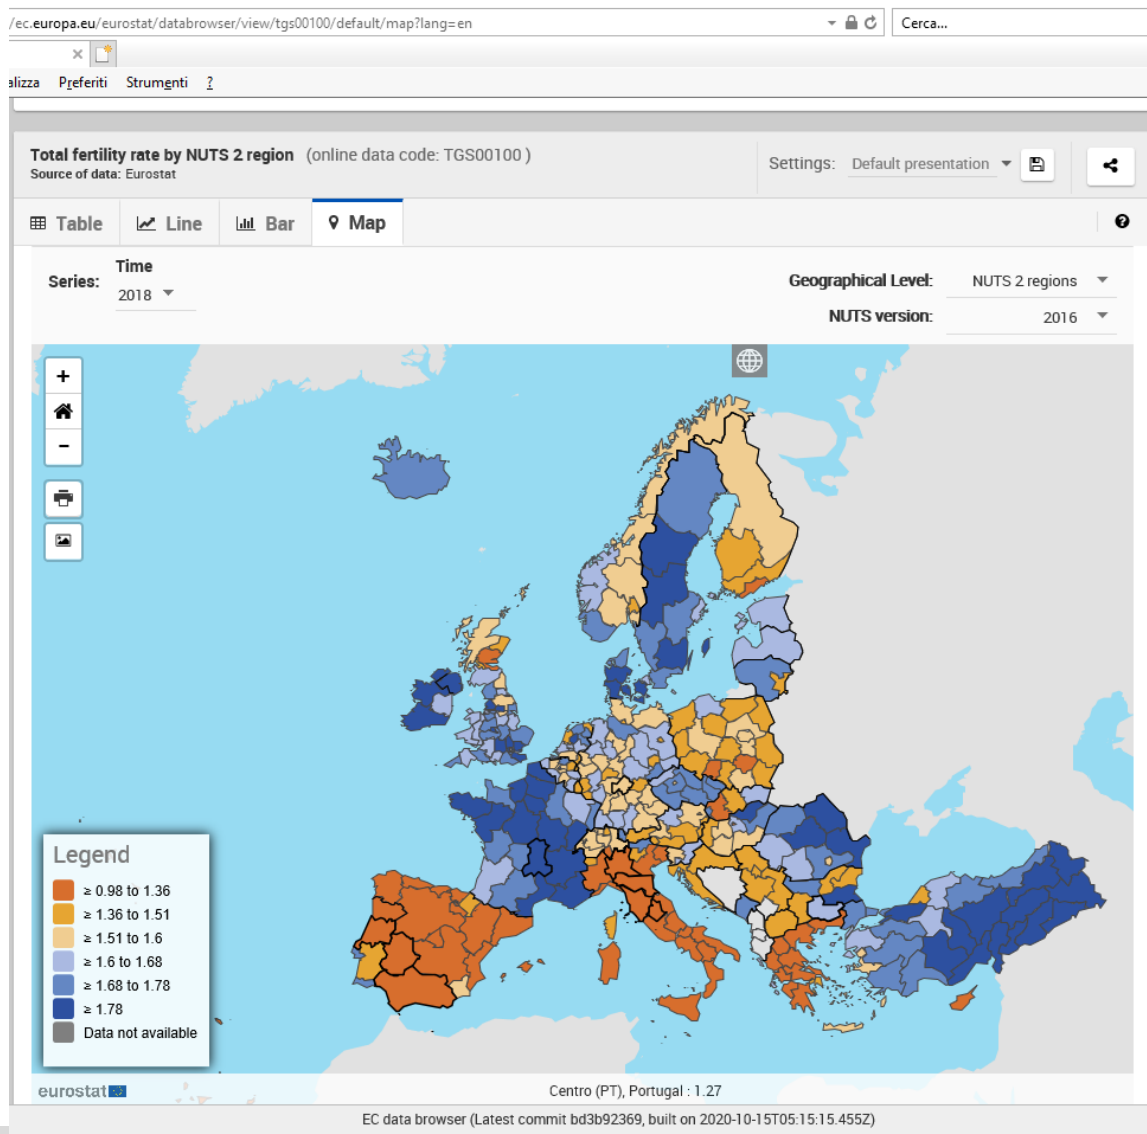 /ec.europa.eu/eurostat/databrowser/view/tgs00100/default/map?lang=en
Cerca...
alizza Preferiti Strumenti ?
Total fertility rate by NUTS 2 region (online data code: TGS00100 )
Source of data: Eurostat
Settings: Default presentation
Table Line Bar Map
Series:
Time
2018
Geographical Level: NUTS 2 regions
NUTS version: 2016
+
−
Legend
≥ 0.98 to 1.36
≥ 1.36 to 1.51
≥ 1.51 to 1.6
≥ 1.6 to 1.68
≥ 1.68 to 1.78
≥ 1.78
Data not available
eurostat
Centro (PT), Portugal : 1.27
EC data browser (Latest commit bd3b92369, built on 2020-10-15T05:15:15.455Z)